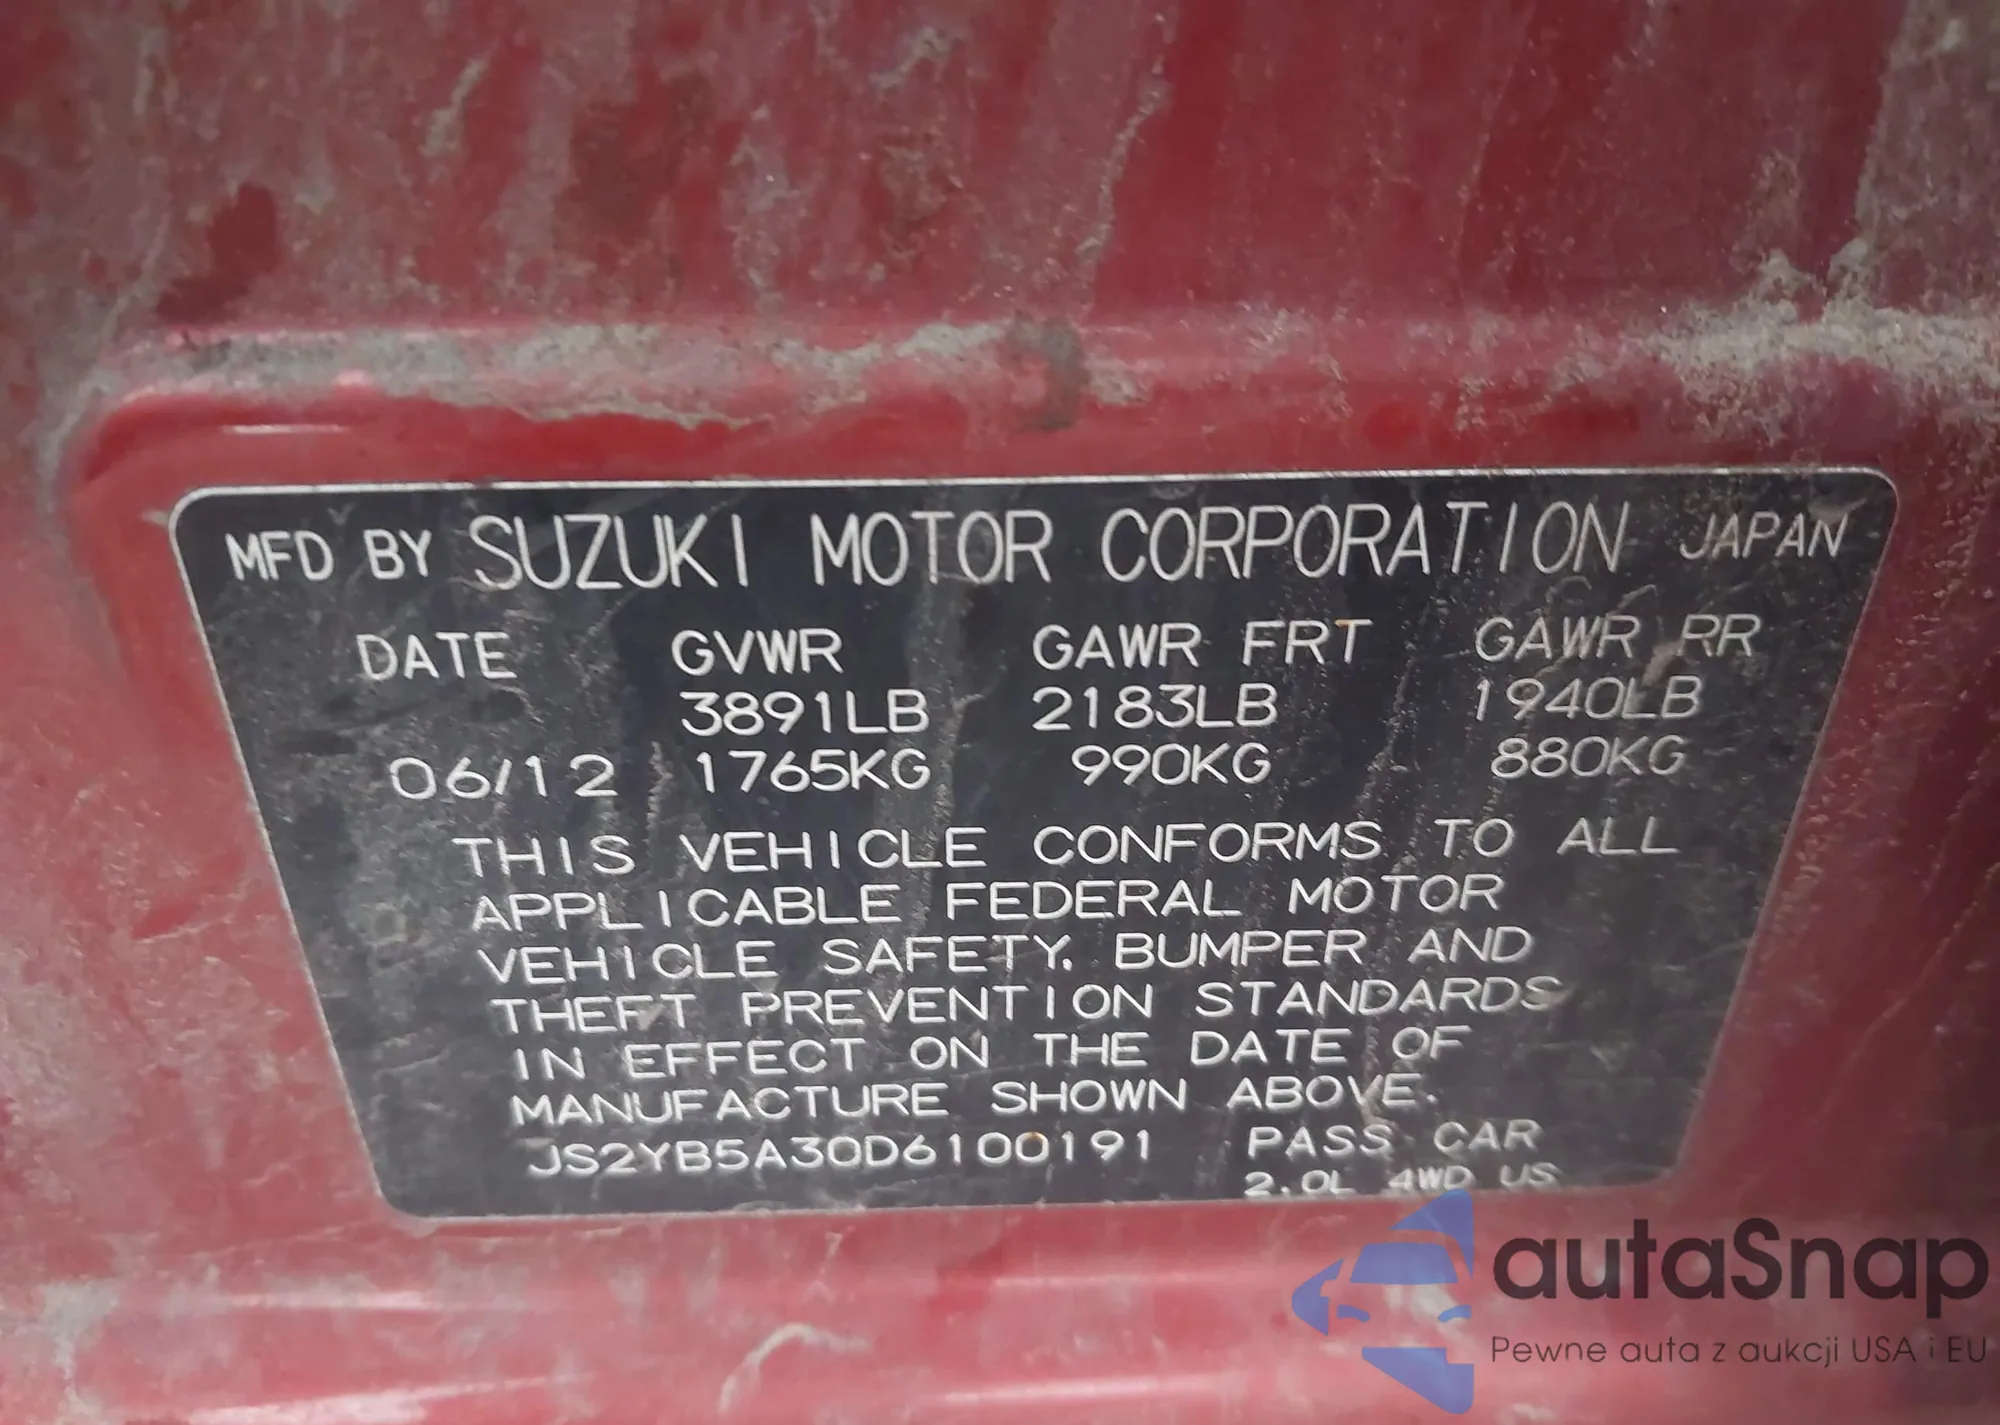 MFD BY SUZUKI MOTOR CORPORATION JAPAN
DATE GVWR GAWR FRT GAWR RR
3891LB 2183LB 1940LB
06/12 1765KG 990KG 880KG
THIS VEHICLE CONFORMS TO ALL
APPLICABLE FEDERAL MOTOR
VEHICLE SAFETY, BUMPER AND
THEFT PREVENTION STANDARDS
IN EFFECT ON THE DATE OF
MANUFACTURE SHOWN ABOVE.
JS2YB5A30D6100191 PASS CAR
2.0L 4WD US
autaSnap
Pewne auta z aukcji USA i EU